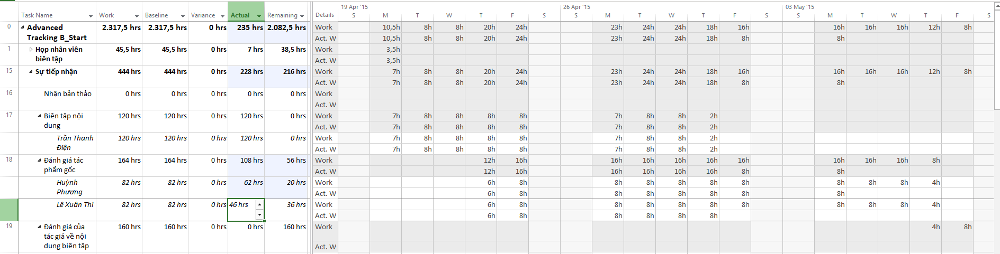 19 Apr '15 26 Apr '15 03 May '15
Task Name Work Baseline Variance Actual Remaining Details S M T W T F S S M T W T F S S M T W T F S
0 Advanced Tracking B_Start 2.317,5 hrs 2.317,5 hrs 0 hrs 235 hrs 2.082,5 hrs Work 10,5h 8h 8h 20h 24h 23h 24h 24h 18h 16h 16h 16h 16h 12h 8h
Act. W 10,5h 8h 8h 20h 24h 23h 24h 24h 18h 8h 8h
1 Họp nhân viên biên tập 45,5 hrs 45,5 hrs 0 hrs 7 hrs 38,5 hrs Work 3,5h
Act. W 3,5h
15 Sự tiếp nhận 444 hrs 444 hrs 0 hrs 228 hrs 216 hrs Work 7h 8h 8h 20h 24h 23h 24h 24h 18h 16h 16h 16h 16h 12h 8h
Act. W 7h 8h 8h 20h 24h 23h 24h 24h 18h 8h 8h
16 Nhận bản thảo 0 hrs 0 hrs 0 hrs 0 hrs 0 hrs Work
Act. W
17 Biên tập nội dung 120 hrs 120 hrs 0 hrs 120 hrs 0 hrs Work 7h 8h 8h 8h 8h 7h 8h 8h 2h
Act. W 7h 8h 8h 8h 8h 7h 8h 8h 2h
Trần Thanh Điện 120 hrs 120 hrs 0 hrs 120 hrs 0 hrs Work 7h 8h 8h 8h 8h 7h 8h 8h 2h
Act. W 7h 8h 8h 8h 8h 7h 8h 8h 2h
18 Đánh giá tác phẩm gốc 164 hrs 164 hrs 0 hrs 108 hrs 56 hrs Work 12h 16h 16h 16h 16h 16h 16h 16h 16h 16h 8h
Act. W 12h 16h 16h 16h 16h 16h 8h 8h
Huỳnh Phương 82 hrs 82 hrs 0 hrs 62 hrs 20 hrs Work 6h 8h 8h 8h 8h 8h 8h 8h 8h 8h 4h
Act. W 6h 8h 8h 8h 8h 8h 8h 8h
Lê Xuân Thi 82 hrs 82 hrs 0 hrs 46 hrs 36 hrs Work 6h 8h 8h 8h 8h 8h 8h 8h 8h 8h 4h
Act. W 6h 8h 8h 8h 8h 8h
19 Đánh giá của tác giả về nội dung biên tập 160 hrs 160 hrs 0 hrs 0 hrs 160 hrs Work 4h 8h
Act. W